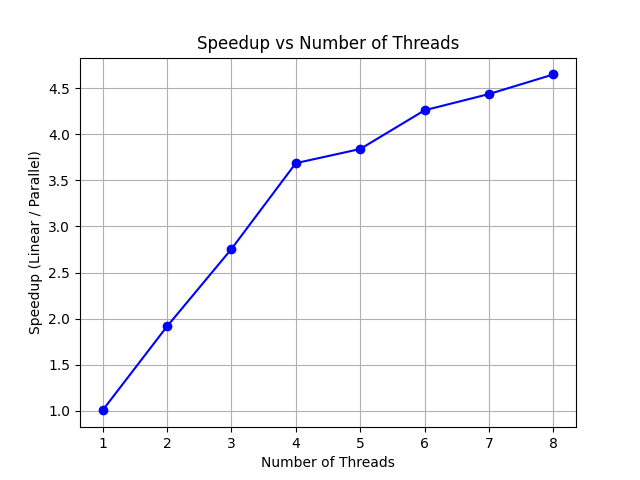 Speedup vs Number of Threads
Speedup (Linear / Parallel)
4.5
4.0
3.5
3.0
2.5
2.0
1.5
1.0
1 2 3 4 5 6 7 8
Number of Threads